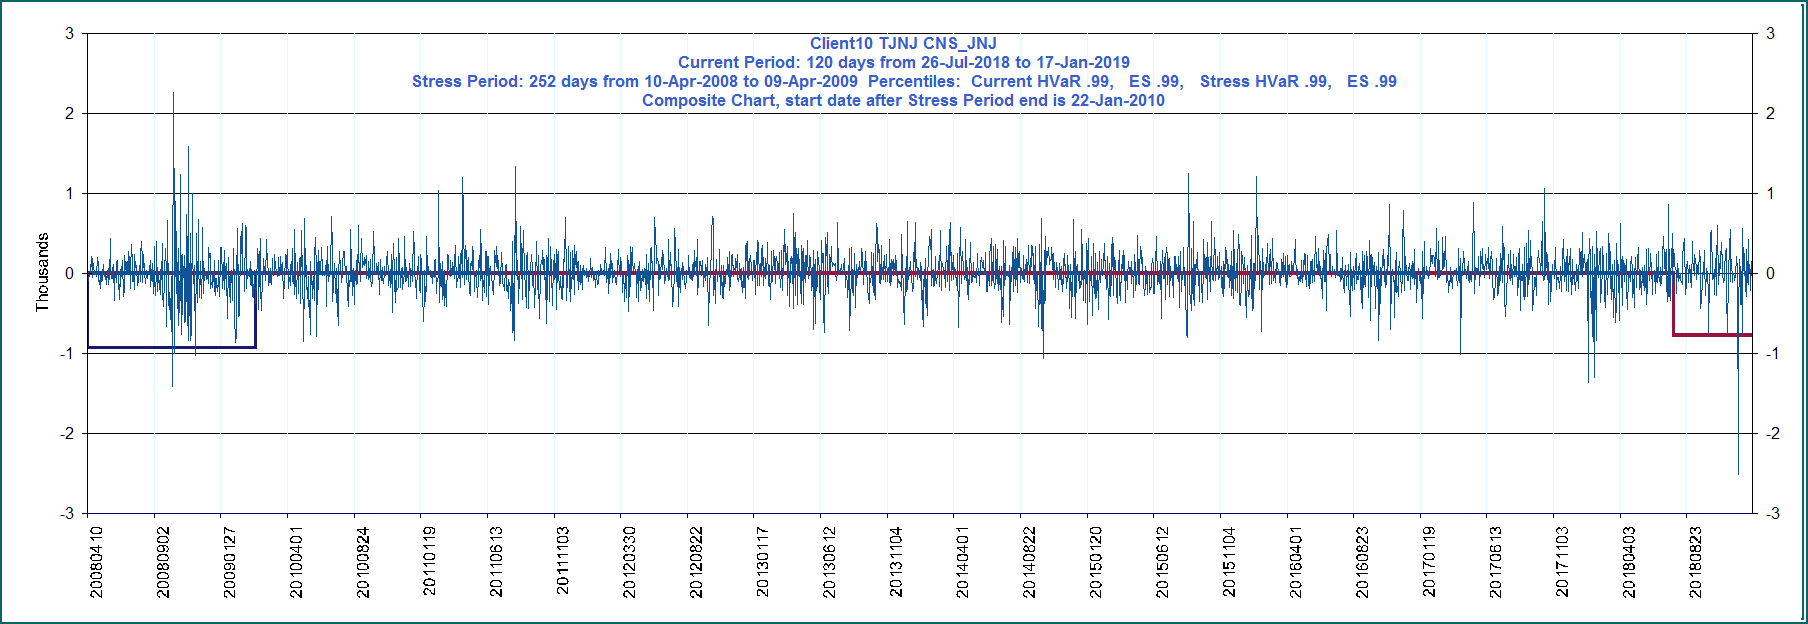 Client10 TJNJ CNS_JNJ
Current Period: 120 days from 26-Jul-2018 to 17-Jan-2019
Stress Period: 252 days from 10-Apr-2008 to 09-Apr-2009  Percentiles:  Current HVaR .99,   ES .99,   Stress HVaR .99,   ES .99
Composite Chart, start date after Stress Period end is 22-Jan-2010
3 3
2 2
1 1
0 0
-1 -1
-2 -2
-3 -3
Thousands
20080410 20080902 20090127 20100401 20100824 20110119 20110613 20111103 20120330 20120822 20130117 20130612 20131104 20140401 20140822 20150120 20150612 20151104 20160401 20160823 20170119 20170613 20171103 20180403 20180823